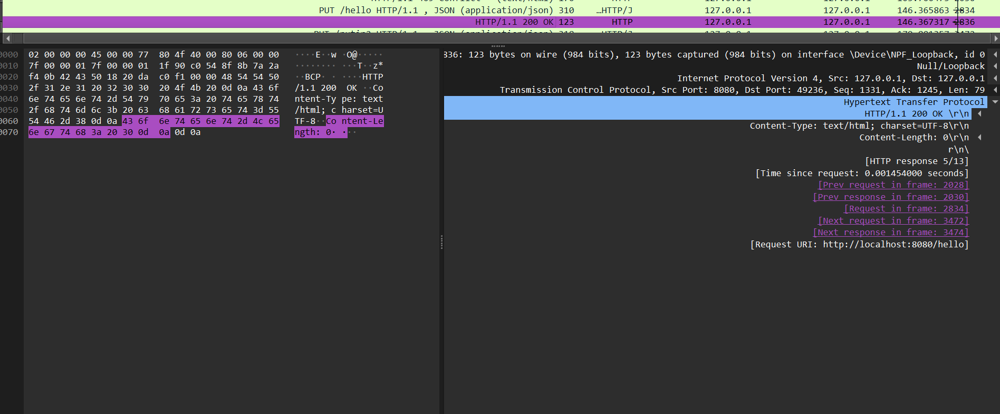 PUT /hello HTTP/1.1 , JSON (application/json) 310 …HTTP/J 127.0.0.1 127.0.0.1 146.365863 2834
HTTP/1.1 200 OK 123 HTTP 127.0.0.1 127.0.0.1 146.367317 2836
0000 02 00 00 00 45 00 00 77 80 4f 40 00 80 06 00 00 ····E··w ·O@·····
0010 7f 00 00 01 7f 00 00 01 1f 90 c0 54 8f 8b 7a 2a ········ ···T··z*
0020 f4 0b 42 43 50 18 20 da c0 f1 00 00 48 54 54 50 ··BCP· · ····HTTP
0030 2f 31 2e 31 20 32 30 30 20 4f 4b 20 0d 0a 43 6f /1.1 200 OK ··Co
0040 6e 74 65 6e 74 2d 54 79 70 65 3a 20 74 65 78 74 ntent-Ty pe: text
0050 2f 68 74 6d 6c 3b 20 63 68 61 72 73 65 74 3d 55 /html; c harset=U
0060 54 46 2d 38 0d 0a 43 6f 6e 74 65 6e 74 2d 4c 65 TF-8··Co ntent-Le
0070 6e 67 74 68 3a 20 30 0d 0a 0d 0a ngth: 0· ···
836: 123 bytes on wire (984 bits), 123 bytes captured (984 bits) on interface \Device\NPF_Loopback, id 0
Null/Loopback
Internet Protocol Version 4, Src: 127.0.0.1, Dst: 127.0.0.1
Transmission Control Protocol, Src Port: 8080, Dst Port: 49236, Seq: 1331, Ack: 1245, Len: 79
Hypertext Transfer Protocol
HTTP/1.1 200 OK \r\n
Content-Type: text/html; charset=UTF-8\r\n
Content-Length: 0\r\n
r\n\
[HTTP response 5/13]
[Time since request: 0.001454000 seconds]
[Prev request in frame: 2028]
[Prev response in frame: 2030]
[Request in frame: 2834]
[Next request in frame: 3472]
[Next response in frame: 3474]
[Request URI: http://localhost:8080/hello]